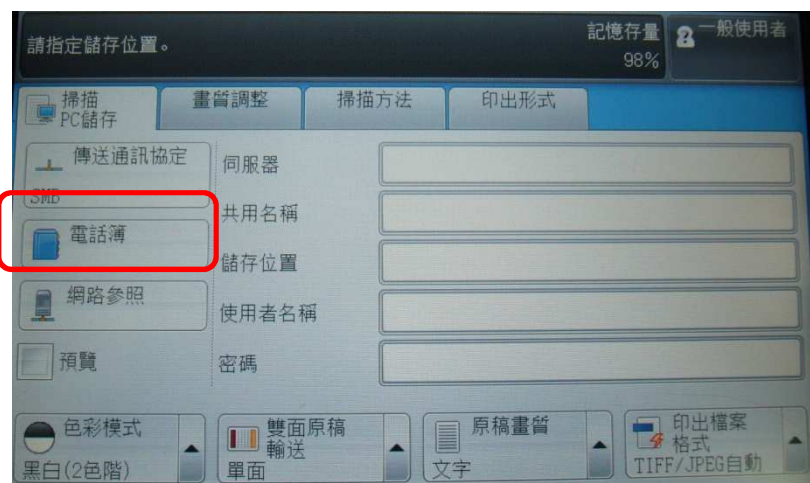 請指定儲存位置。
記憶存量
98%
一般使用者
掃描
PC儲存
畫質調整
掃描方法
印出形式
傳送通訊協定
SMB
電話簿
網路參照
預覽
伺服器
共用名稱
儲存位置
使用者名稱
密碼
色彩模式
黑白(2色階)
雙面原稿
輸送
單面
原稿畫質
文字
印出檔案
格式
TIFF/JPEG自動